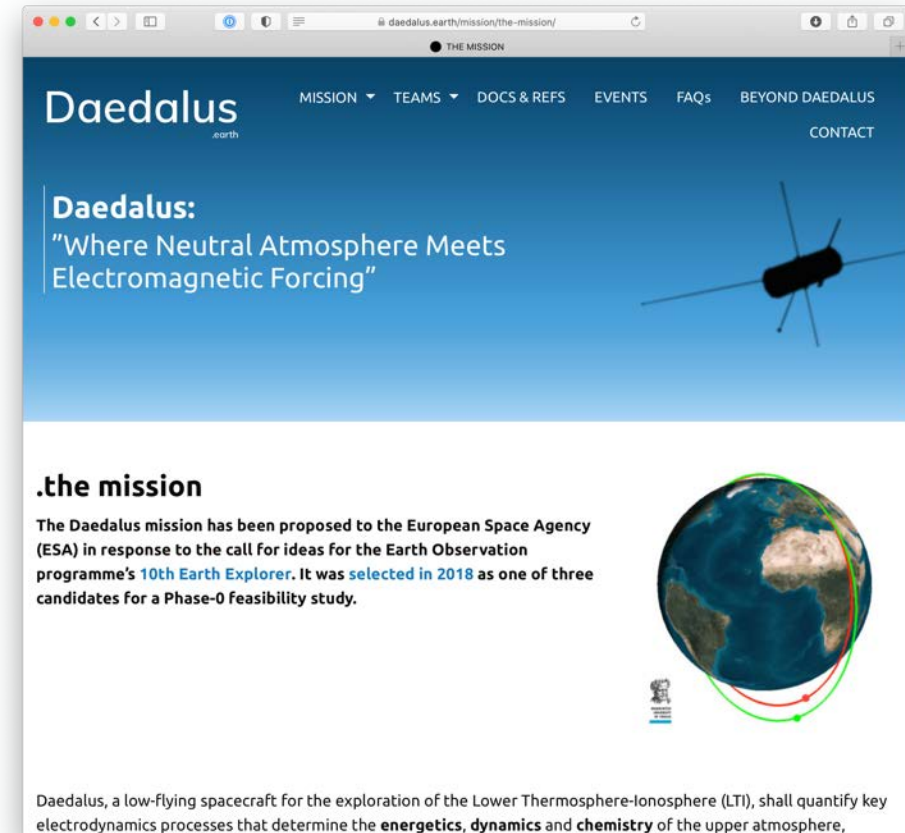 daedalus.earth/mission/the-mission/
THE MISSION
Daedalus
.earth
MISSION TEAMS DOCS & REFS EVENTS FAQs BEYOND DAEDALUS
CONTACT
Daedalus:
"Where Neutral Atmosphere Meets
Electromagnetic Forcing"
.the mission
The Daedalus mission has been proposed to the European Space Agency
(ESA) in response to the call for ideas for the Earth Observation
programme's 10th Earth Explorer. It was selected in 2018 as one of three
candidates for a Phase-0 feasibility study.
Daedalus, a low-flying spacecraft for the exploration of the Lower Thermosphere-Ionosphere (LTI), shall quantify key
electrodynamics processes that determine the energetics, dynamics and chemistry of the upper atmosphere,